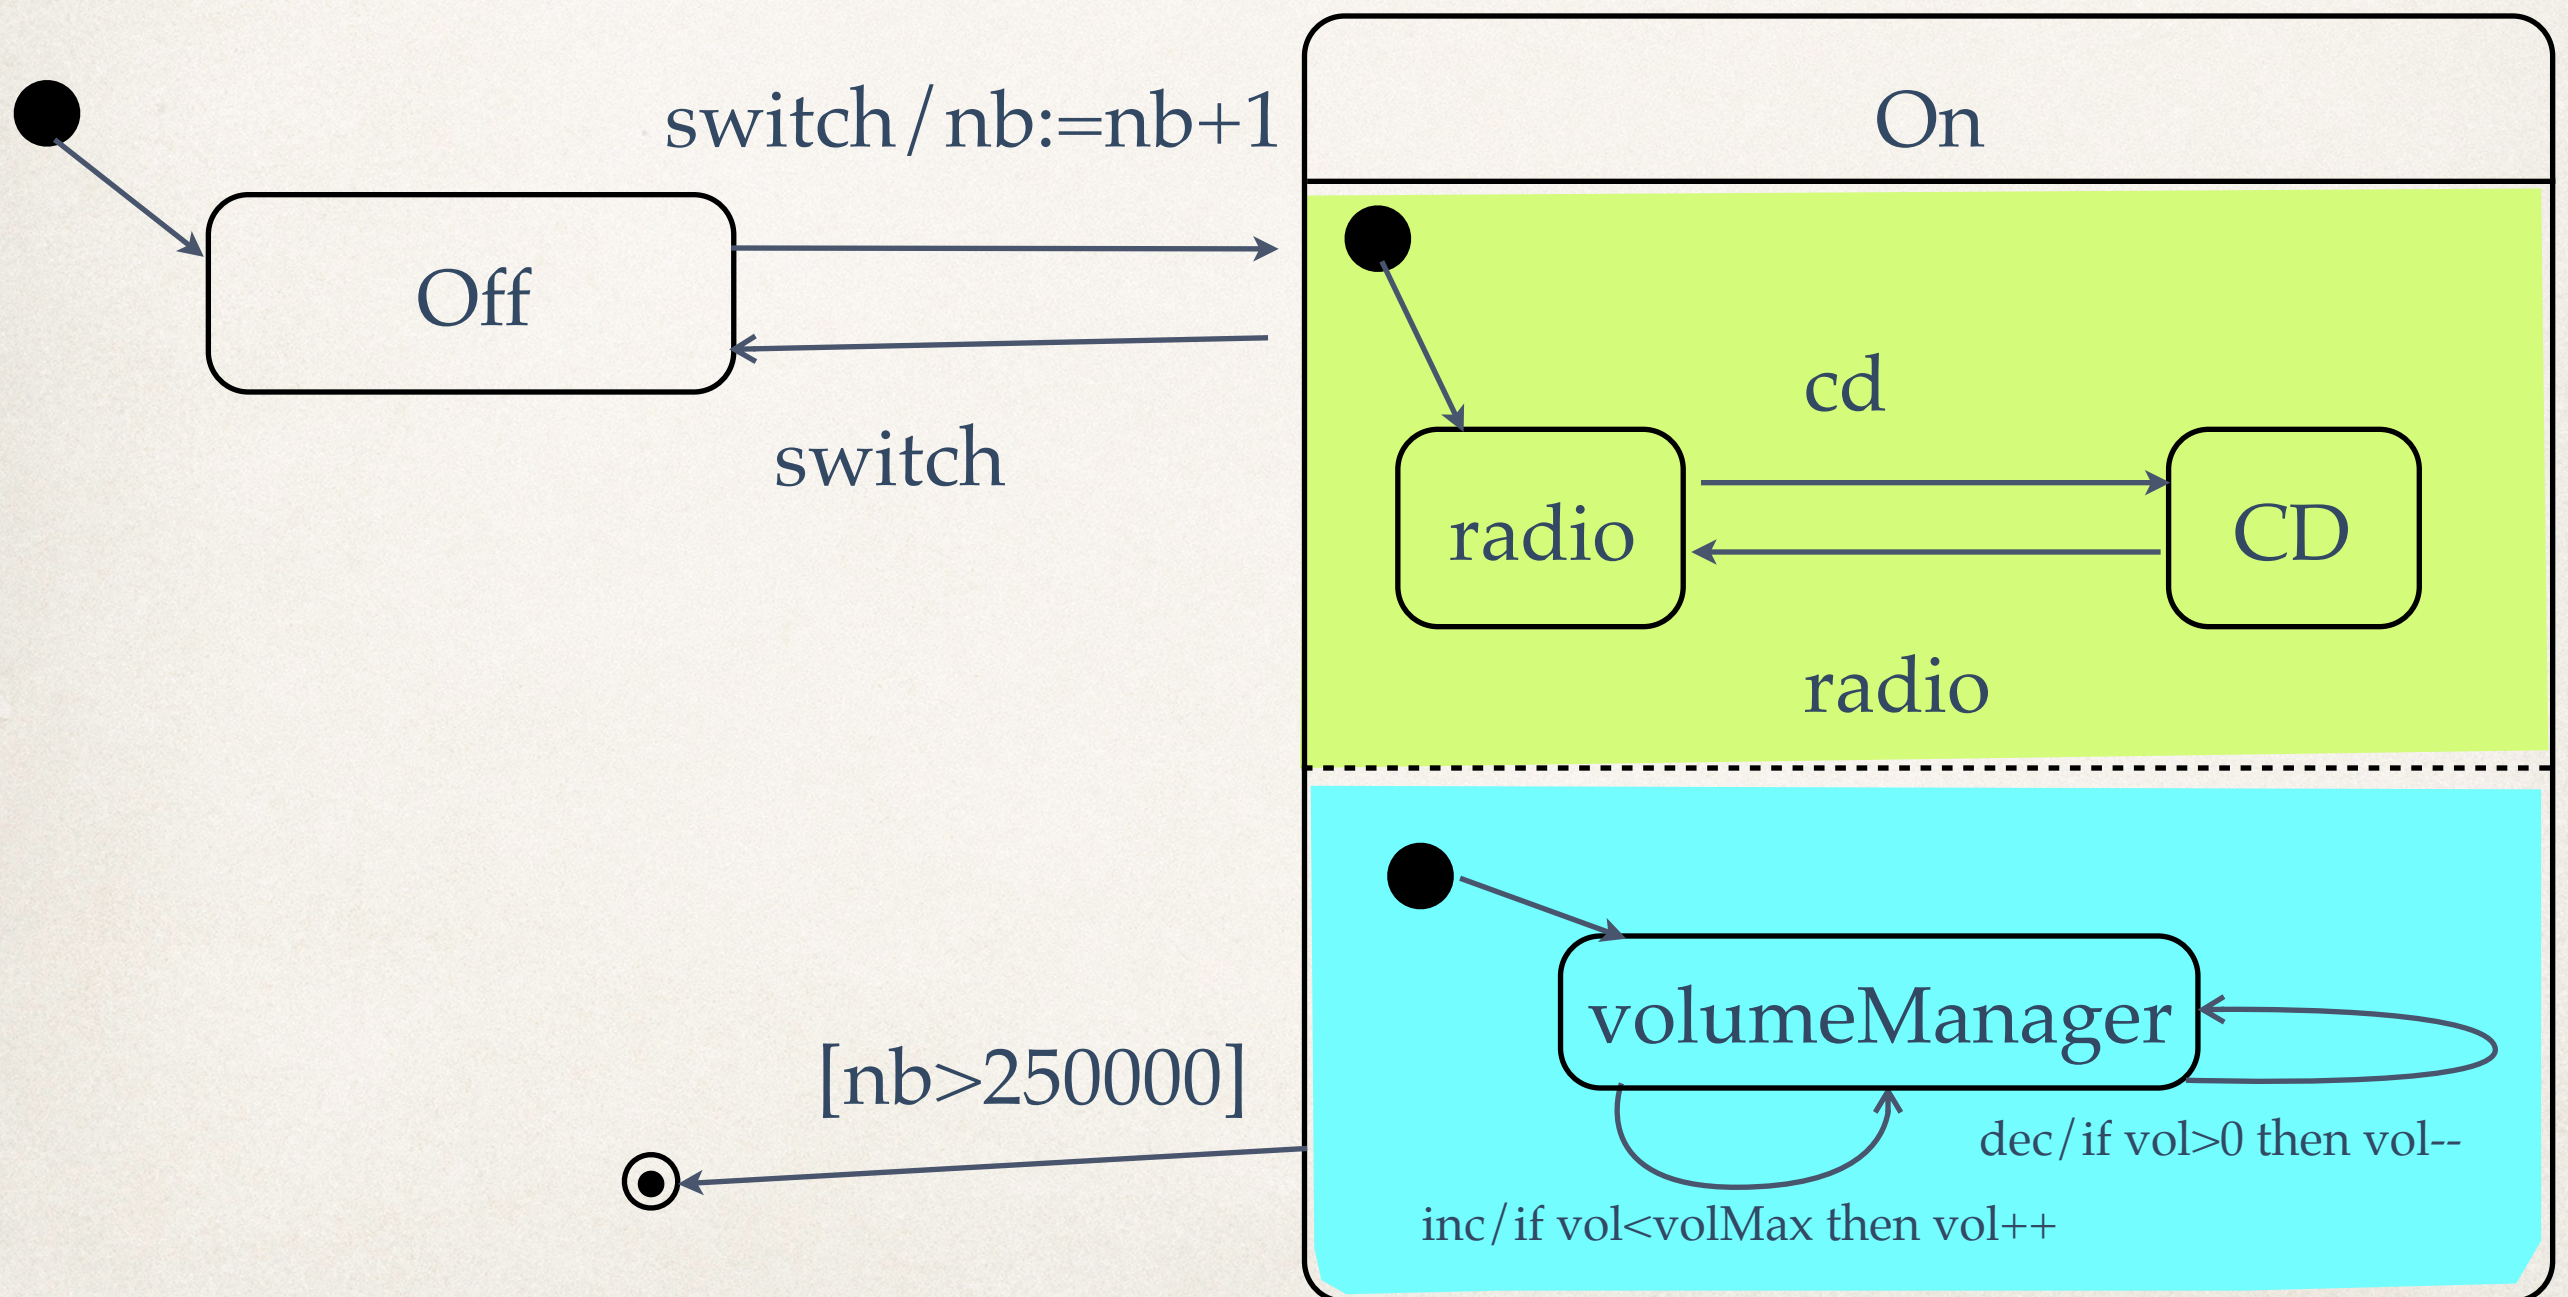 switch/nb:=nb+1
On
Off
switch
cd
radio
CD
radio
volumeManager
[nb>250000]
dec/if vol>0 then vol--
inc/if vol<volMax then vol++